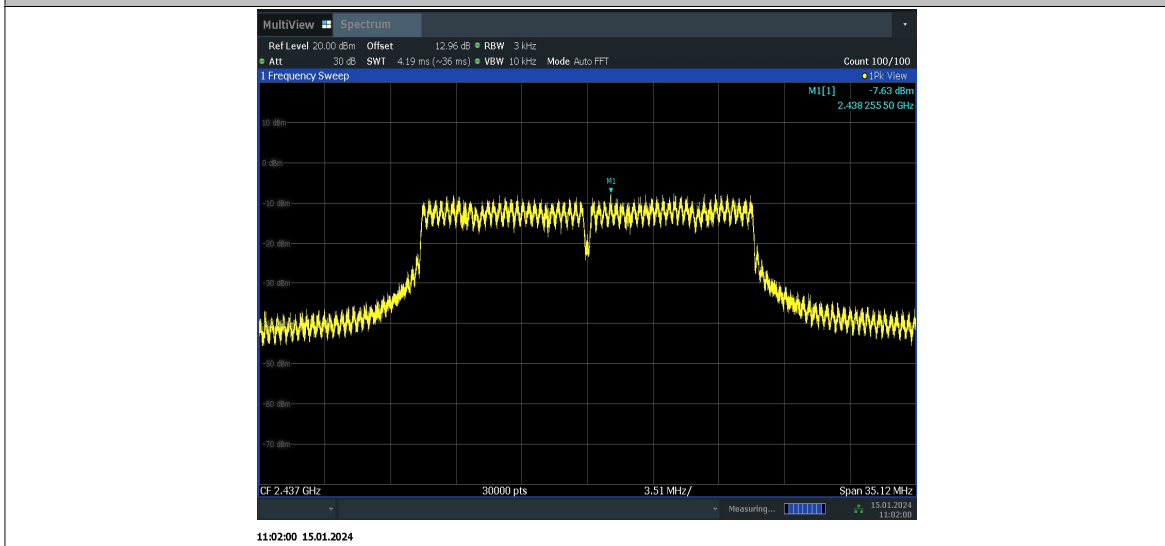 MultiView Spectrum
Ref Level 20.00 dBm Offset 12.96 dB RBW 3 kHz
Att 30 dB SWT 4.19 ms (~36 ms) VBW 10 kHz Mode Auto FFT Count 100/100
1 Frequency Sweep 1Pk View
M1[1] -7.63 dBm
2.438 255 50 GHz
10 dBm
0 dBm
M1
-10 dBm
-20 dBm
-30 dBm
-50 dBm
-60 dBm
-70 dBm
CF 2.437 GHz 30000 pts 3.51 MHz/ Span 35.12 MHz
Measuring... 15.01.2024
11:02:00
11:02:00 15.01.2024